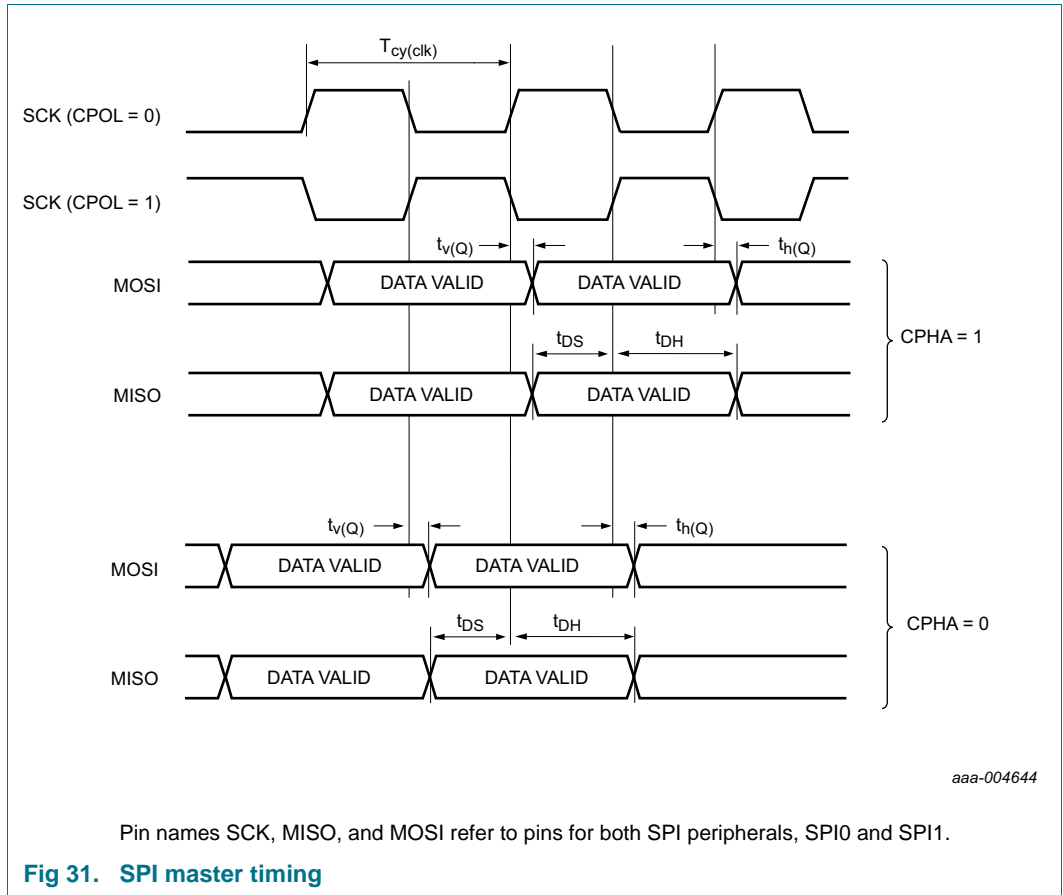 Tcy(clk)
SCK (CPOL = 0)
SCK (CPOL = 1)
tv(Q)
th(Q)
MOSI
DATA VALID
DATA VALID
tDS
tDH
CPHA = 1
MISO
DATA VALID
DATA VALID
tv(Q)
th(Q)
MOSI
DATA VALID
DATA VALID
tDS
tDH
CPHA = 0
MISO
DATA VALID
DATA VALID
aaa-004644
Pin names SCK, MISO, and MOSI refer to pins for both SPI peripherals, SPI0 and SPI1.
Fig 31. SPI master timing